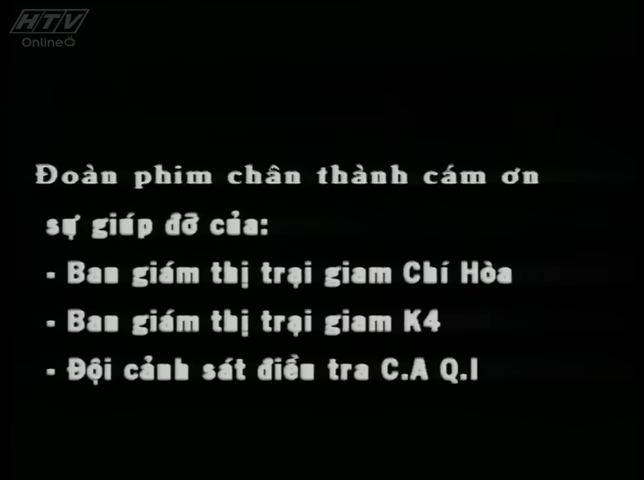 HTV
Online
Đoàn phim chân thành cám ơn
sự giúp đỡ của:
- Ban giám thị trại giam Chí Hòa
- Ban giám thị trại giam K4
- Đội cảnh sát điều tra C.A Q.I